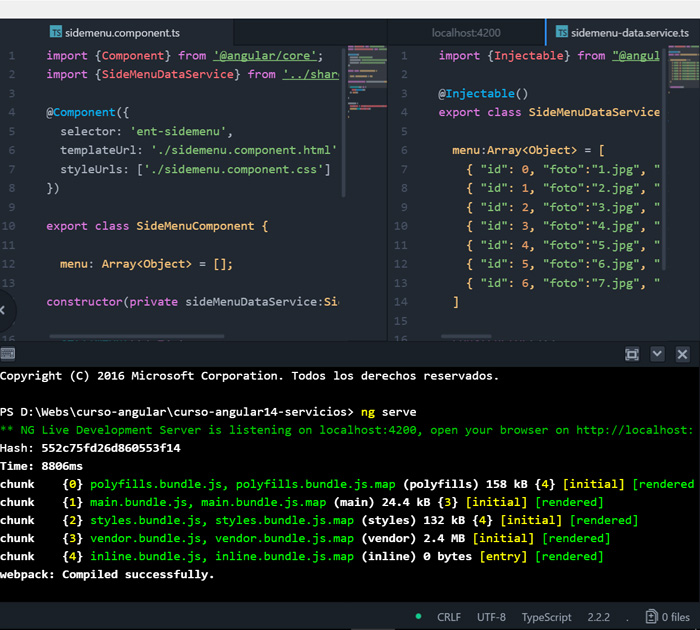 sidemenu.component.ts
1 import {Component} from '@angular/core';
2 import {SideMenuDataService} from '../shar
3
4 @Component({
5 selector: 'ent-sidemenu',
6 templateUrl: './sidemenu.component.html'
7 styleUrls: ['./sidemenu.component.css']
8 })
9
10 export class SideMenuComponent {
11
12 menu: Array<Object> = [];
13
constructor(private sideMenuDataService:Si
16
localhost:4200
sidemenu-data.service.ts
1 import {Injectable} from "@angul
2
3 @Injectable()
4 export class SideMenuDataService
5
6 menu:Array<Object> = [
7 { "id": 0, "foto":"1.jpg", "
8 { "id": 1, "foto":"2.jpg", "
9 { "id": 2, "foto":"3.jpg", "
10 { "id": 3, "foto":"4.jpg", "
11 { "id": 4, "foto":"5.jpg", "
12 { "id": 5, "foto":"6.jpg", "
13 { "id": 6, "foto":"7.jpg", "
14 ]
15
16
Copyright (C) 2016 Microsoft Corporation. Todos los derechos reservados.
PS D:\Webs\curso-angular\curso-angular14-servicios> ng serve
** NG Live Development Server is listening on localhost:4200, open your browser on http://localhost:
Hash: 552c75fd26d860553f14
Time: 8806ms
chunk {0} polyfills.bundle.js, polyfills.bundle.js.map (polyfills) 158 kB {4} [initial] [rendered
chunk {1} main.bundle.js, main.bundle.js.map (main) 24.4 kB {3} [initial] [rendered]
chunk {2} styles.bundle.js, styles.bundle.js.map (styles) 132 kB {4} [initial] [rendered]
chunk {3} vendor.bundle.js, vendor.bundle.js.map (vendor) 2.4 MB [initial] [rendered]
chunk {4} inline.bundle.js, inline.bundle.js.map (inline) 0 bytes [entry] [rendered]
webpack: Compiled successfully.
CRLF UTF-8 TypeScript 2.2.2 . 0 files